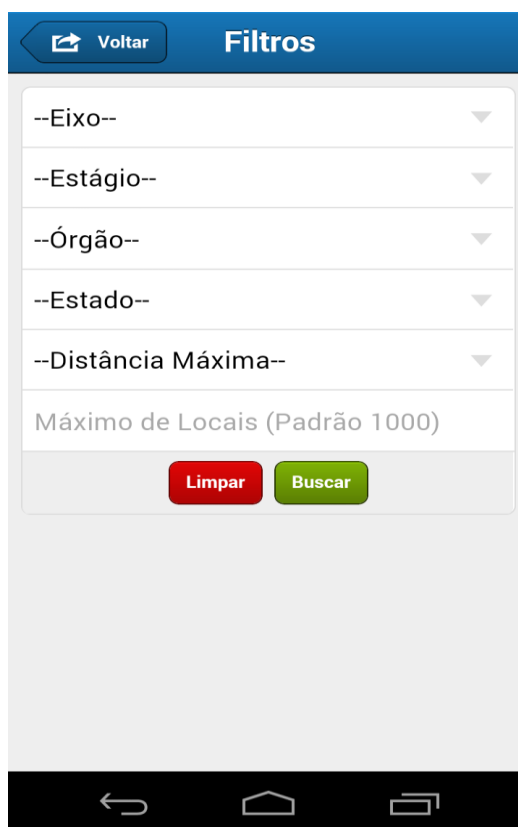 Voltar
Filtros
--Eixo--
--Estágio--
--Órgão--
--Estado--
--Distância Máxima--
Máximo de Locais (Padrão 1000)
Limpar
Buscar